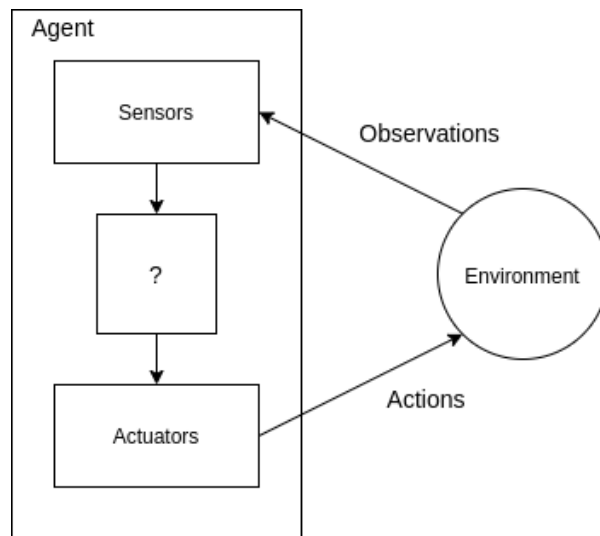 Agent
Sensors
Observations
?
Environment
Actions
Actuators